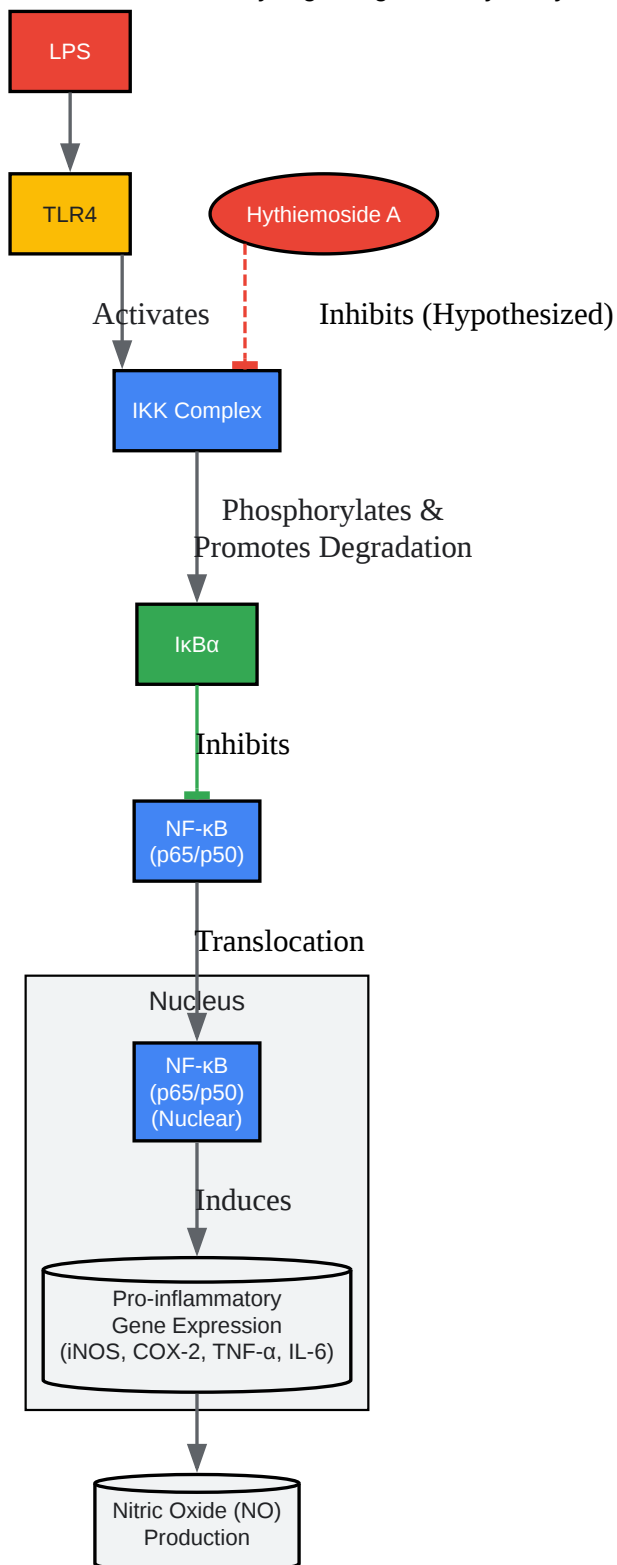 LPS
TLR4
Hythiemoside A
Activates
Inhibits (Hypothesized)
IKK Complex
Phosphorylates &
Promotes Degradation
IκBα
Inhibits
NF-κB
(p65/p50)
Translocation
Nucleus
NF-κB
(p65/p50)
(Nuclear)
Induces
Pro-inflammatory
Gene Expression
(iNOS, COX-2, TNF-α, IL-6)
Nitric Oxide (NO)
Production